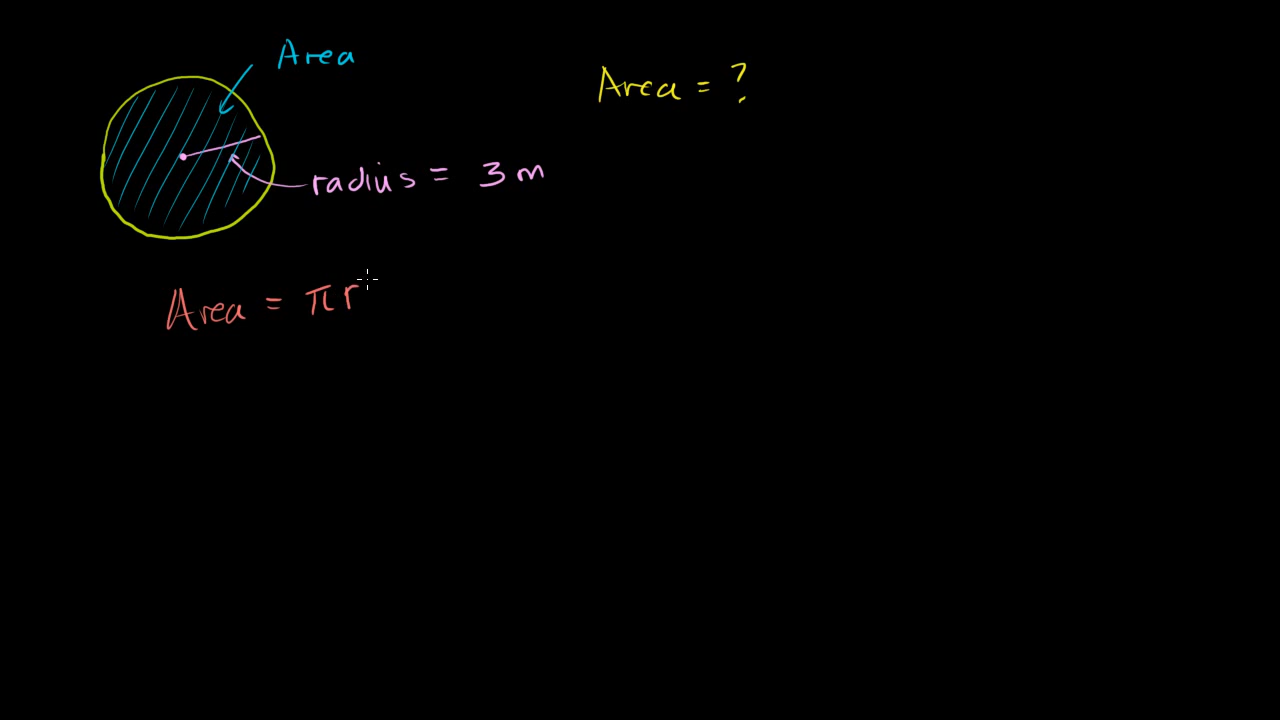 Area
Area = ?
radius = 3 m
Area = πr